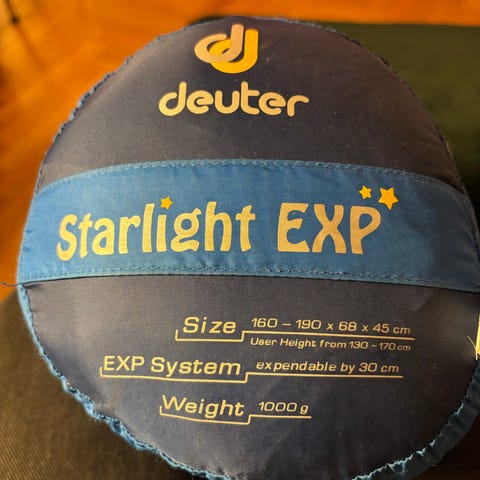 deuter
Starlight EXP
Size 160 – 190 x 68 x 45 cm
User Height from 130 ~ 170 cm
EXP System expendable by 30 cm
Weight 1000 g